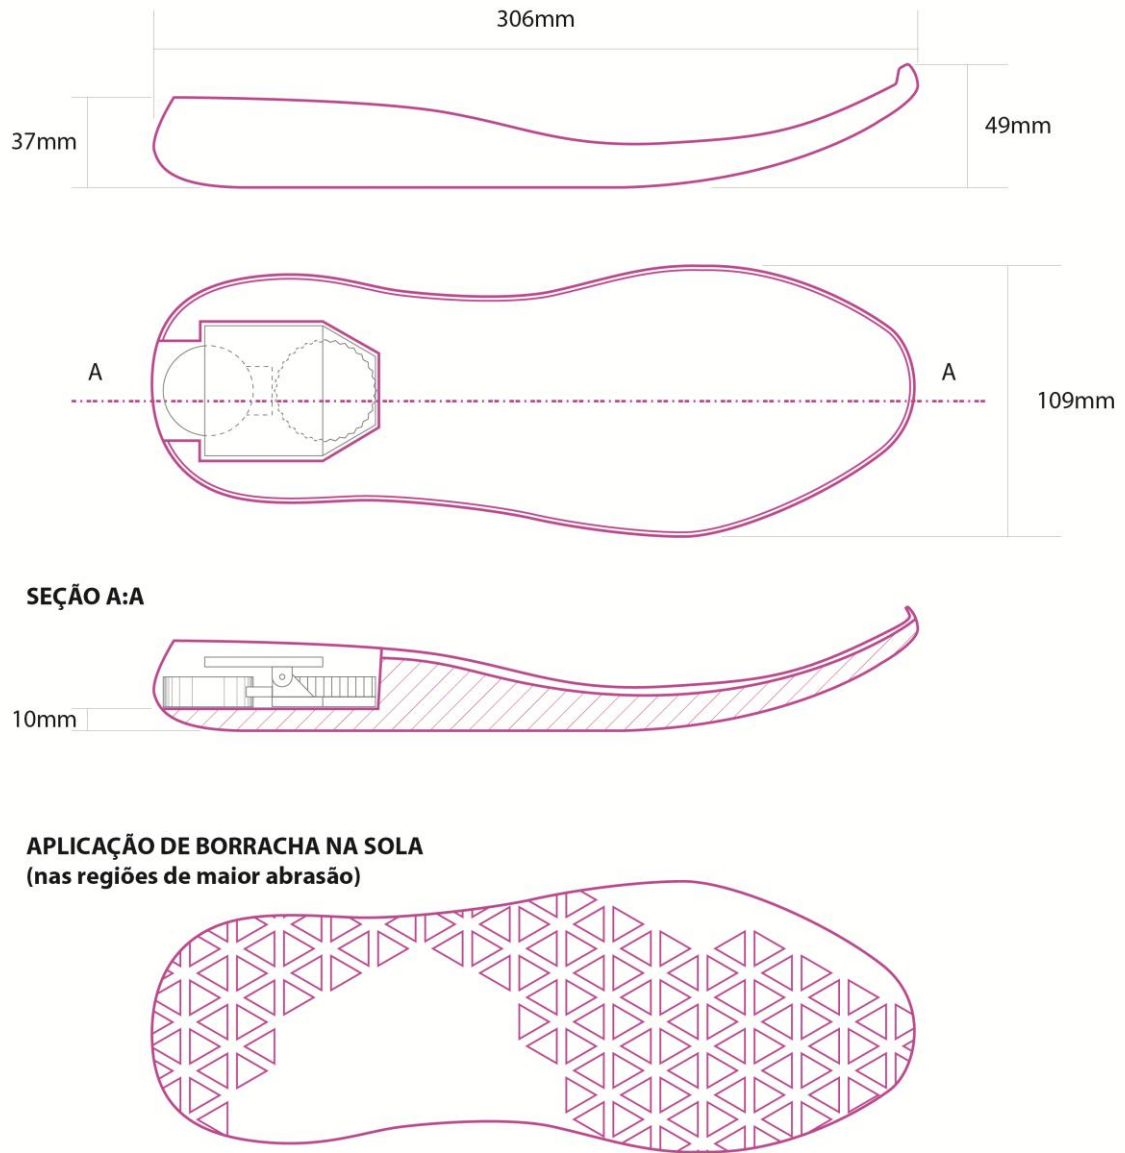 306mm
37mm
49mm
A
A
109mm
SEÇÃO A:A
10mm
APLICAÇÃO DE BORRACHA NA SOLA
(nas regiões de maior abrasão)